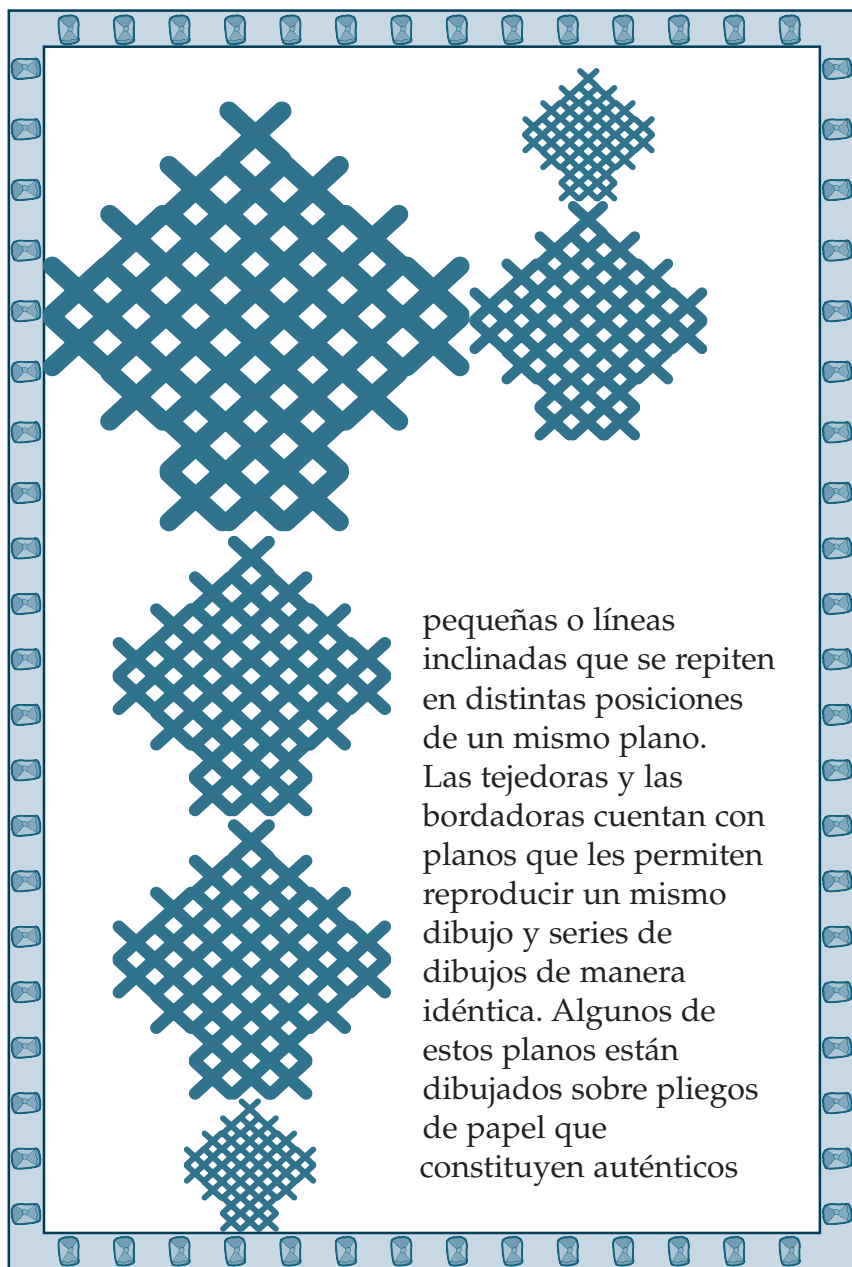 pequeñas o líneas
inclinadas que se repiten
en distintas posiciones
de un mismo plano.
Las tejedoras y las
bordadoras cuentan con
planos que les permiten
reproducir un mismo
dibujo y series de
dibujos de manera
idéntica. Algunos de
estos planos están
dibujados sobre pliegos
de papel que
constituyen auténticos